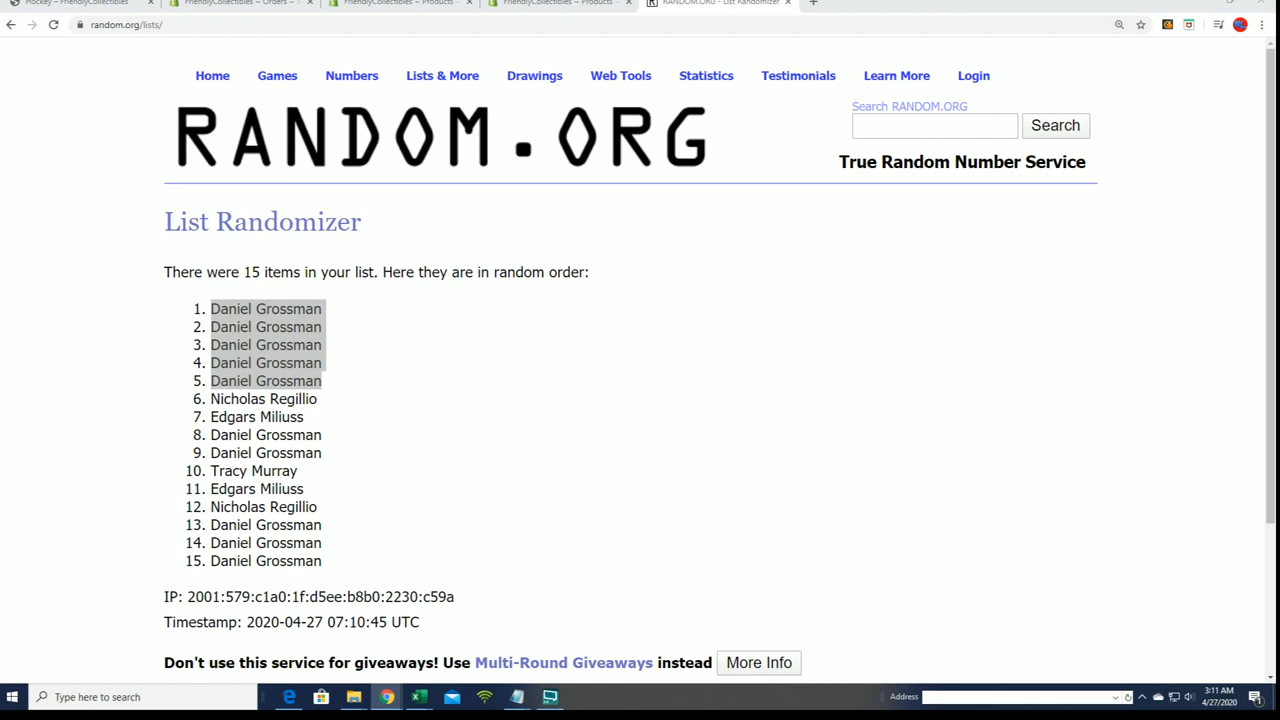 Hockey – FriendlyCollectibles
FriendlyCollectibles – Orders –
FriendlyCollectibles – Products –
FriendlyCollectibles – Products –
RANDOM.ORG - List Randomizer
random.org/lists/
Home Games Numbers Lists & More Drawings Web Tools Statistics Testimonials Learn More Login
RANDOM.ORG
Search RANDOM.ORG
Search
True Random Number Service
List Randomizer
There were 15 items in your list. Here they are in random order:
1. Daniel Grossman
2. Daniel Grossman
3. Daniel Grossman
4. Daniel Grossman
5. Daniel Grossman
6. Nicholas Regillio
7. Edgars Miliuss
8. Daniel Grossman
9. Daniel Grossman
10. Tracy Murray
11. Edgars Miliuss
12. Nicholas Regillio
13. Daniel Grossman
14. Daniel Grossman
15. Daniel Grossman
IP: 2001:579:c1a0:1f:d5ee:b8b0:2230:c59a
Timestamp: 2020-04-27 07:10:45 UTC
Don't use this service for giveaways! Use Multi-Round Giveaways instead More Info
Type here to search
Address
3:11 AM
4/27/2020